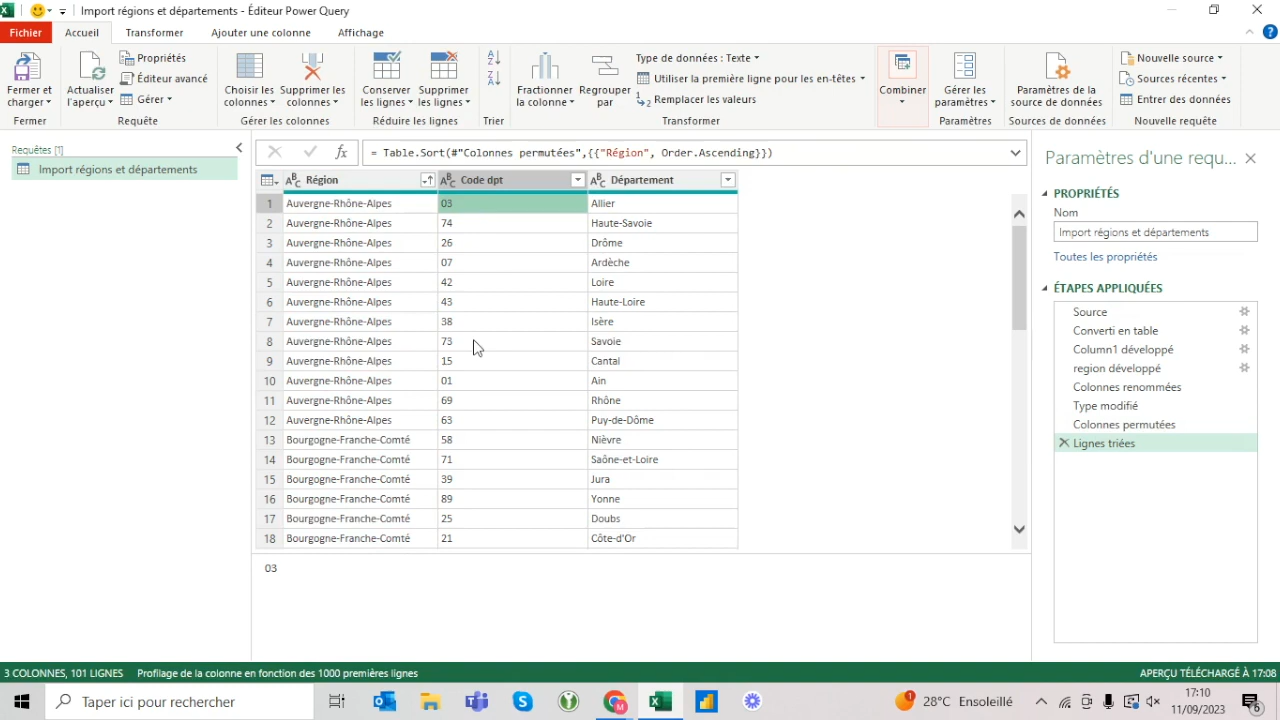 Import régions et départements - Éditeur Power Query
Fichier Accueil Transformer Ajouter une colonne Affichage
Fermer et charger
Fermer
Actualiser l'aperçu
Propriétés
Éditeur avancé
Gérer
Requête
Choisir les colonnes
Supprimer les colonnes
Gérer les colonnes
Conserver les lignes
Supprimer les lignes
Réduire les lignes
Trier
Fractionner la colonne
Regrouper par
Type de données : Texte
Utiliser la première ligne pour les en-têtes
Remplacer les valeurs
Transformer
Combiner
Gérer les paramètres
Paramètres
Paramètres de la source de données
Sources de données
Nouvelle source
Sources récentes
Entrer des données
Nouvelle requête
Requêtes [1]
Import régions et départements
= Table.Sort(#"Colonnes permutées",{{"Région", Order.Ascending}})
Région Code dpt Département
1 Auvergne-Rhône-Alpes 03 Allier
2 Auvergne-Rhône-Alpes 74 Haute-Savoie
3 Auvergne-Rhône-Alpes 26 Drôme
4 Auvergne-Rhône-Alpes 07 Ardèche
5 Auvergne-Rhône-Alpes 42 Loire
6 Auvergne-Rhône-Alpes 43 Haute-Loire
7 Auvergne-Rhône-Alpes 38 Isère
8 Auvergne-Rhône-Alpes 73 Savoie
9 Auvergne-Rhône-Alpes 15 Cantal
10 Auvergne-Rhône-Alpes 01 Ain
11 Auvergne-Rhône-Alpes 69 Rhône
12 Auvergne-Rhône-Alpes 63 Puy-de-Dôme
13 Bourgogne-Franche-Comté 58 Nièvre
14 Bourgogne-Franche-Comté 71 Saône-et-Loire
15 Bourgogne-Franche-Comté 39 Jura
16 Bourgogne-Franche-Comté 89 Yonne
17 Bourgogne-Franche-Comté 25 Doubs
18 Bourgogne-Franche-Comté 21 Côte-d'Or
03
Paramètres d'une requ...
PROPRIÉTÉS
Nom
Import régions et départements
Toutes les propriétés
ÉTAPES APPLIQUÉES
Source
Converti en table
Column1 développé
region développé
Colonnes renommées
Type modifié
Colonnes permutées
Lignes triées
3 COLONNES, 101 LIGNES Profilage de la colonne en fonction des 1000 premières lignes APERÇU TÉLÉCHARGÉ À 17:08
Taper ici pour rechercher
1 28°C Ensoleillé
17:10
11/09/2023
6